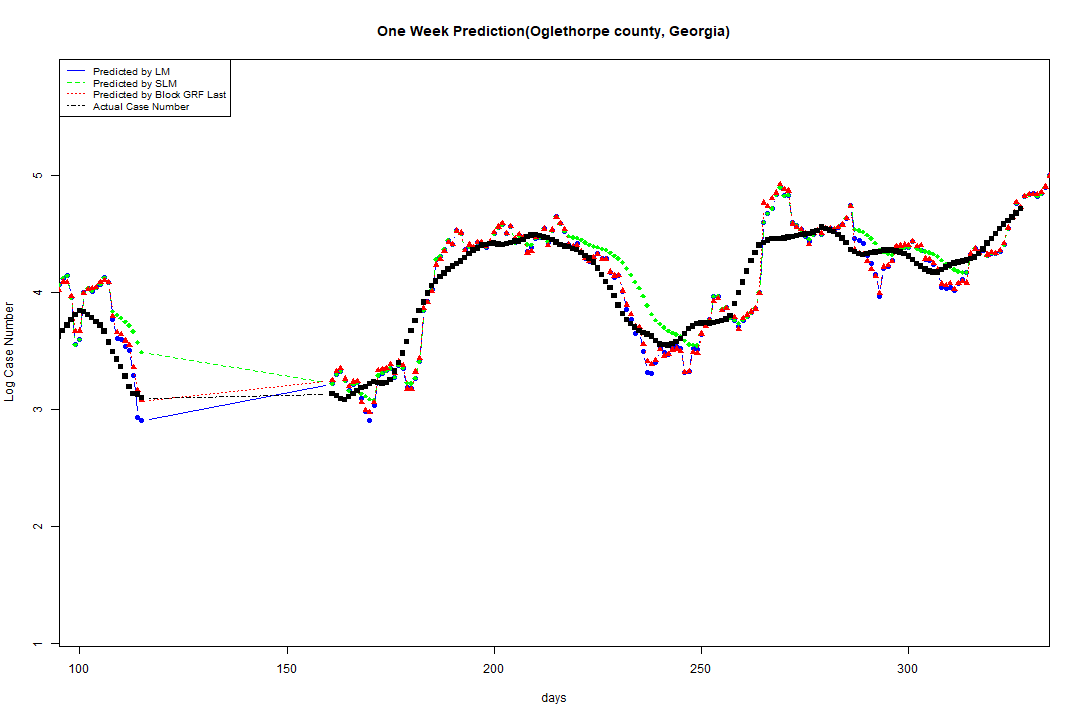 One Week Prediction(Oglethorpe county, Georgia)
Predicted by LM
Predicted by SLM
Predicted by Block GRF Last
Actual Case Number
Log Case Number
5
4
3
2
1
100 150 200 250 300
days